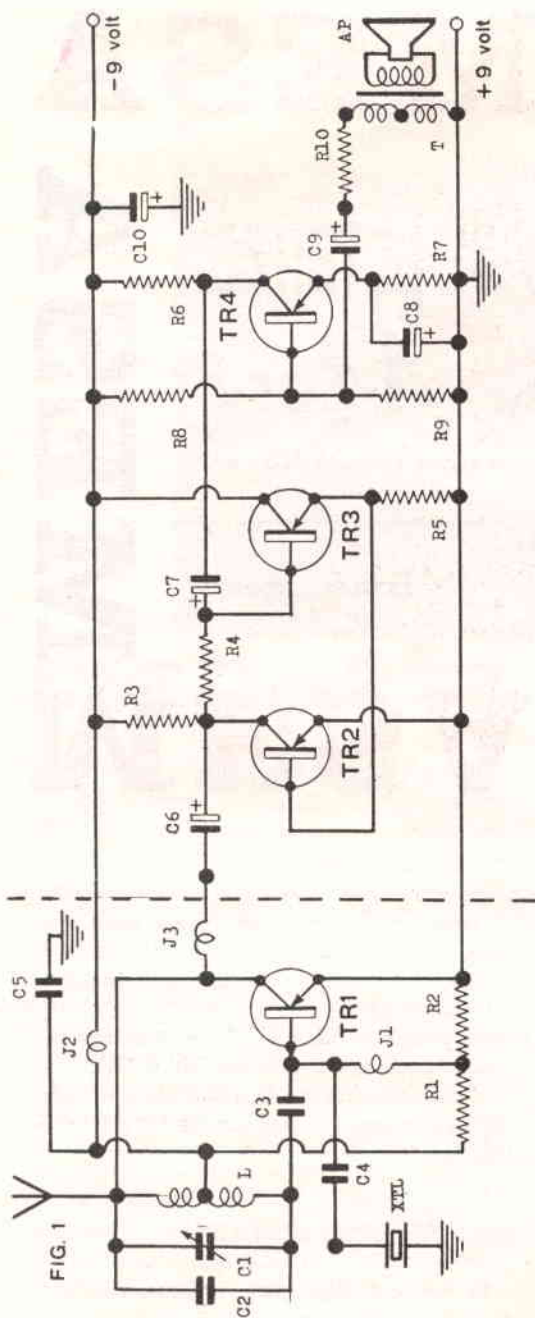 FIG. 1
C5
J2
- 9 volt
C10
+
C2
C1
L
J3
C6
+
R3
R4
C7
+
R8
R6
TR4
C9
+
R10
AP
TR1
TR2
TR3
C3
C4
J1
XTL
R1
R2
R5
R9
C8
+
R7
T
+ 9 volt